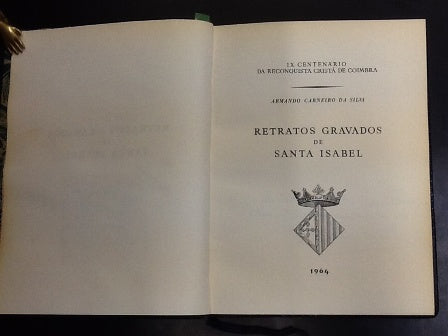 IX CENTENARIO
DA RECONQUISTA CRISTÃ DE COIMBRA
ARMANDO CARNEIRO DA SILVA
RETRATOS GRAVADOS
DE
SANTA ISABEL
1964